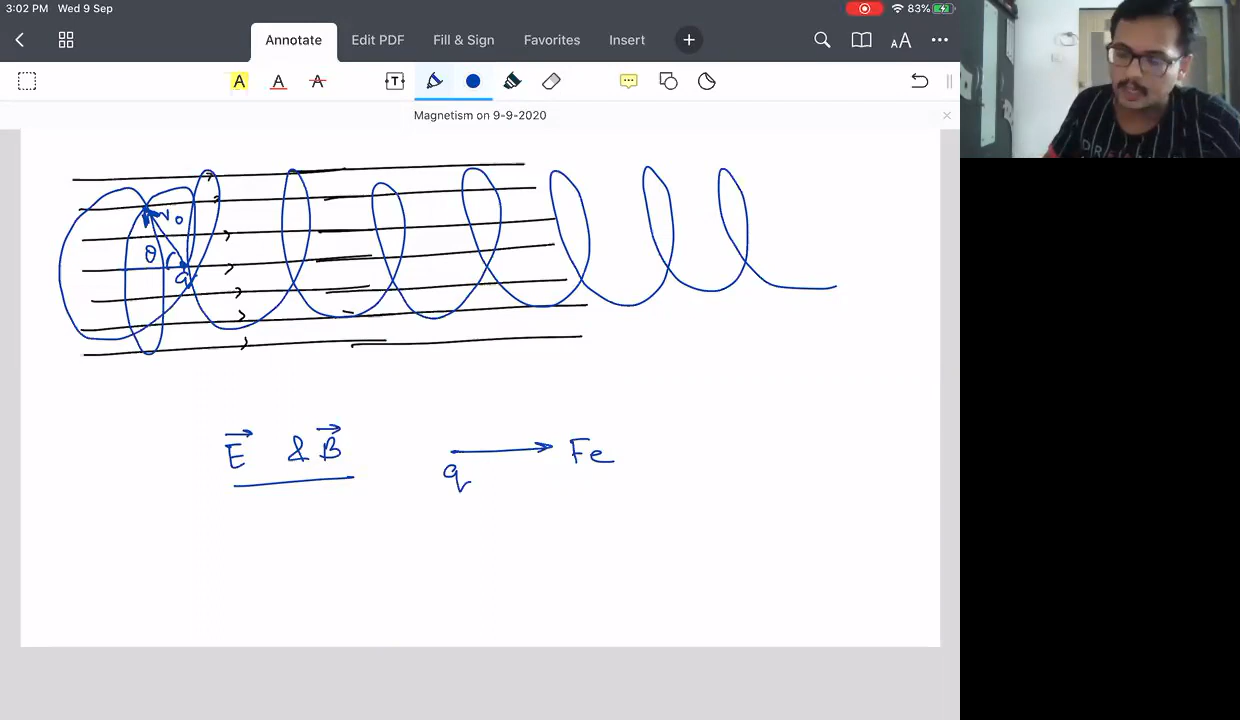 3:02 PM Wed 9 Sep
83%
Annotate Edit PDF Fill & Sign Favorites Insert
A A A T
AA
Magnetism on 9-9-2020
V₀
θ
q
E⃗ & B⃗
q Fe